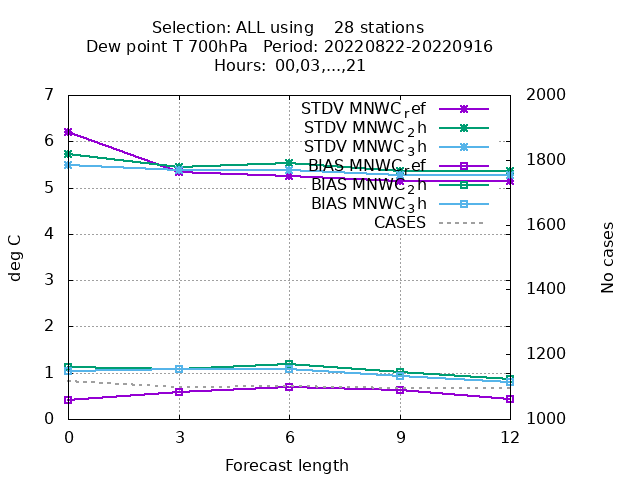 Selection: ALL using    28 stations
Dew point T 700hPa   Period: 20220822-20220916
Hours: 00,03,...,21
STDV MNWC_ref
STDV MNWC_2h
STDV MNWC_3h
BIAS MNWC_ref
BIAS MNWC_2h
BIAS MNWC_3h
CASES
7
6
5
4
3
2
1
0
deg C
2000
1800
1600
1400
1200
1000
No cases
0 3 6 9 12
Forecast length